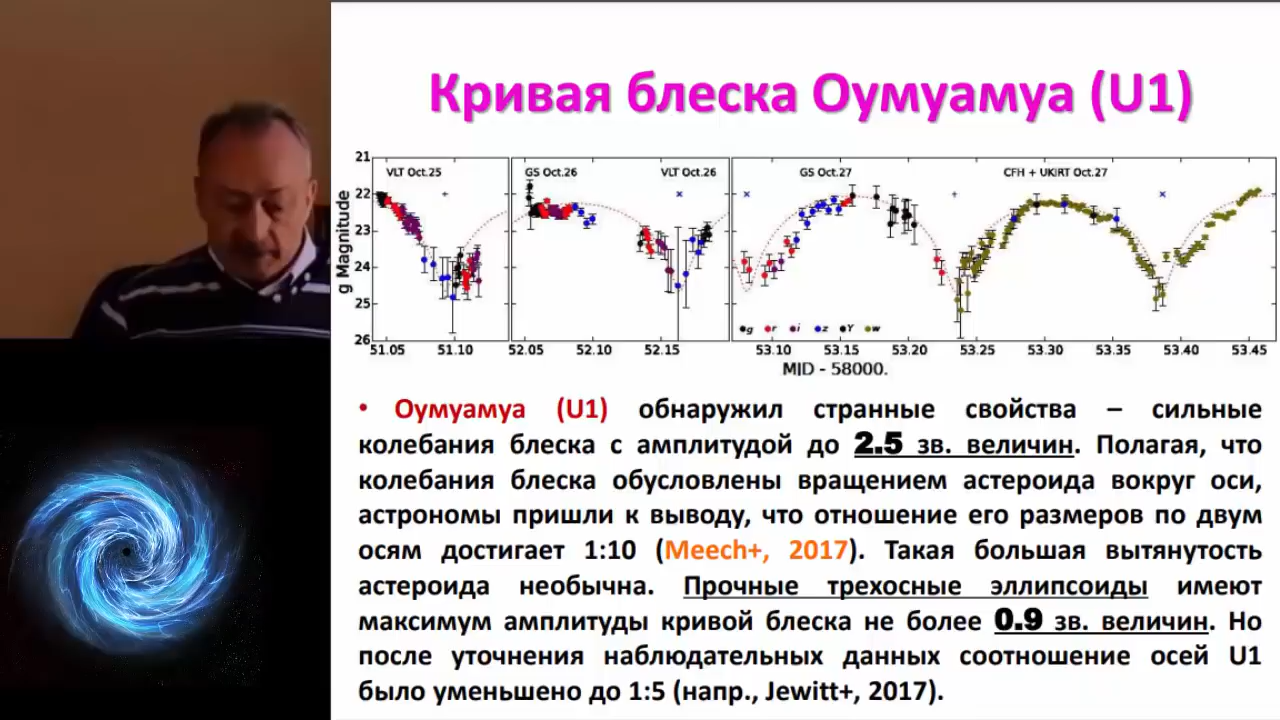 Кривая блеска Оумуамуа (U1)
21
22
23
24
25
26
g Magnitude
VLT Oct.25
GS Oct.26
VLT Oct.26
GS Oct.27
CFH + UKIRT Oct.27
g r i z Y w
51.05 51.10 52.05 52.10 52.15 53.10 53.15 53.20 53.25 53.30 53.35 53.40 53.45
MJD - 58000.
• Оумуамуа (U1) обнаружил странные свойства – сильные
колебания блеска с амплитудой до 2.5 зв. величин. Полагая, что
колебания блеска обусловлены вращением астероида вокруг оси,
астрономы пришли к выводу, что отношение его размеров по двум
осям достигает 1:10 (Meech+, 2017). Такая большая вытянутость
астероида необычна. Прочные трехосные эллипсоиды имеют
максимум амплитуды кривой блеска не более 0.9 зв. величин. Но
после уточнения наблюдательных данных соотношение осей U1
было уменьшено до 1:5 (напр., Jewitt+, 2017).